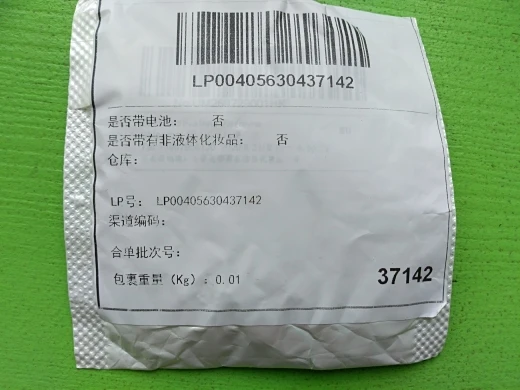 LP00405630437142
是否带电池： 否
是否带有非液体化妆品： 否
仓库：
LP号： LP00405630437142
渠道编码：
合单批次号：
包裹重量（Kg）：0.01
37142